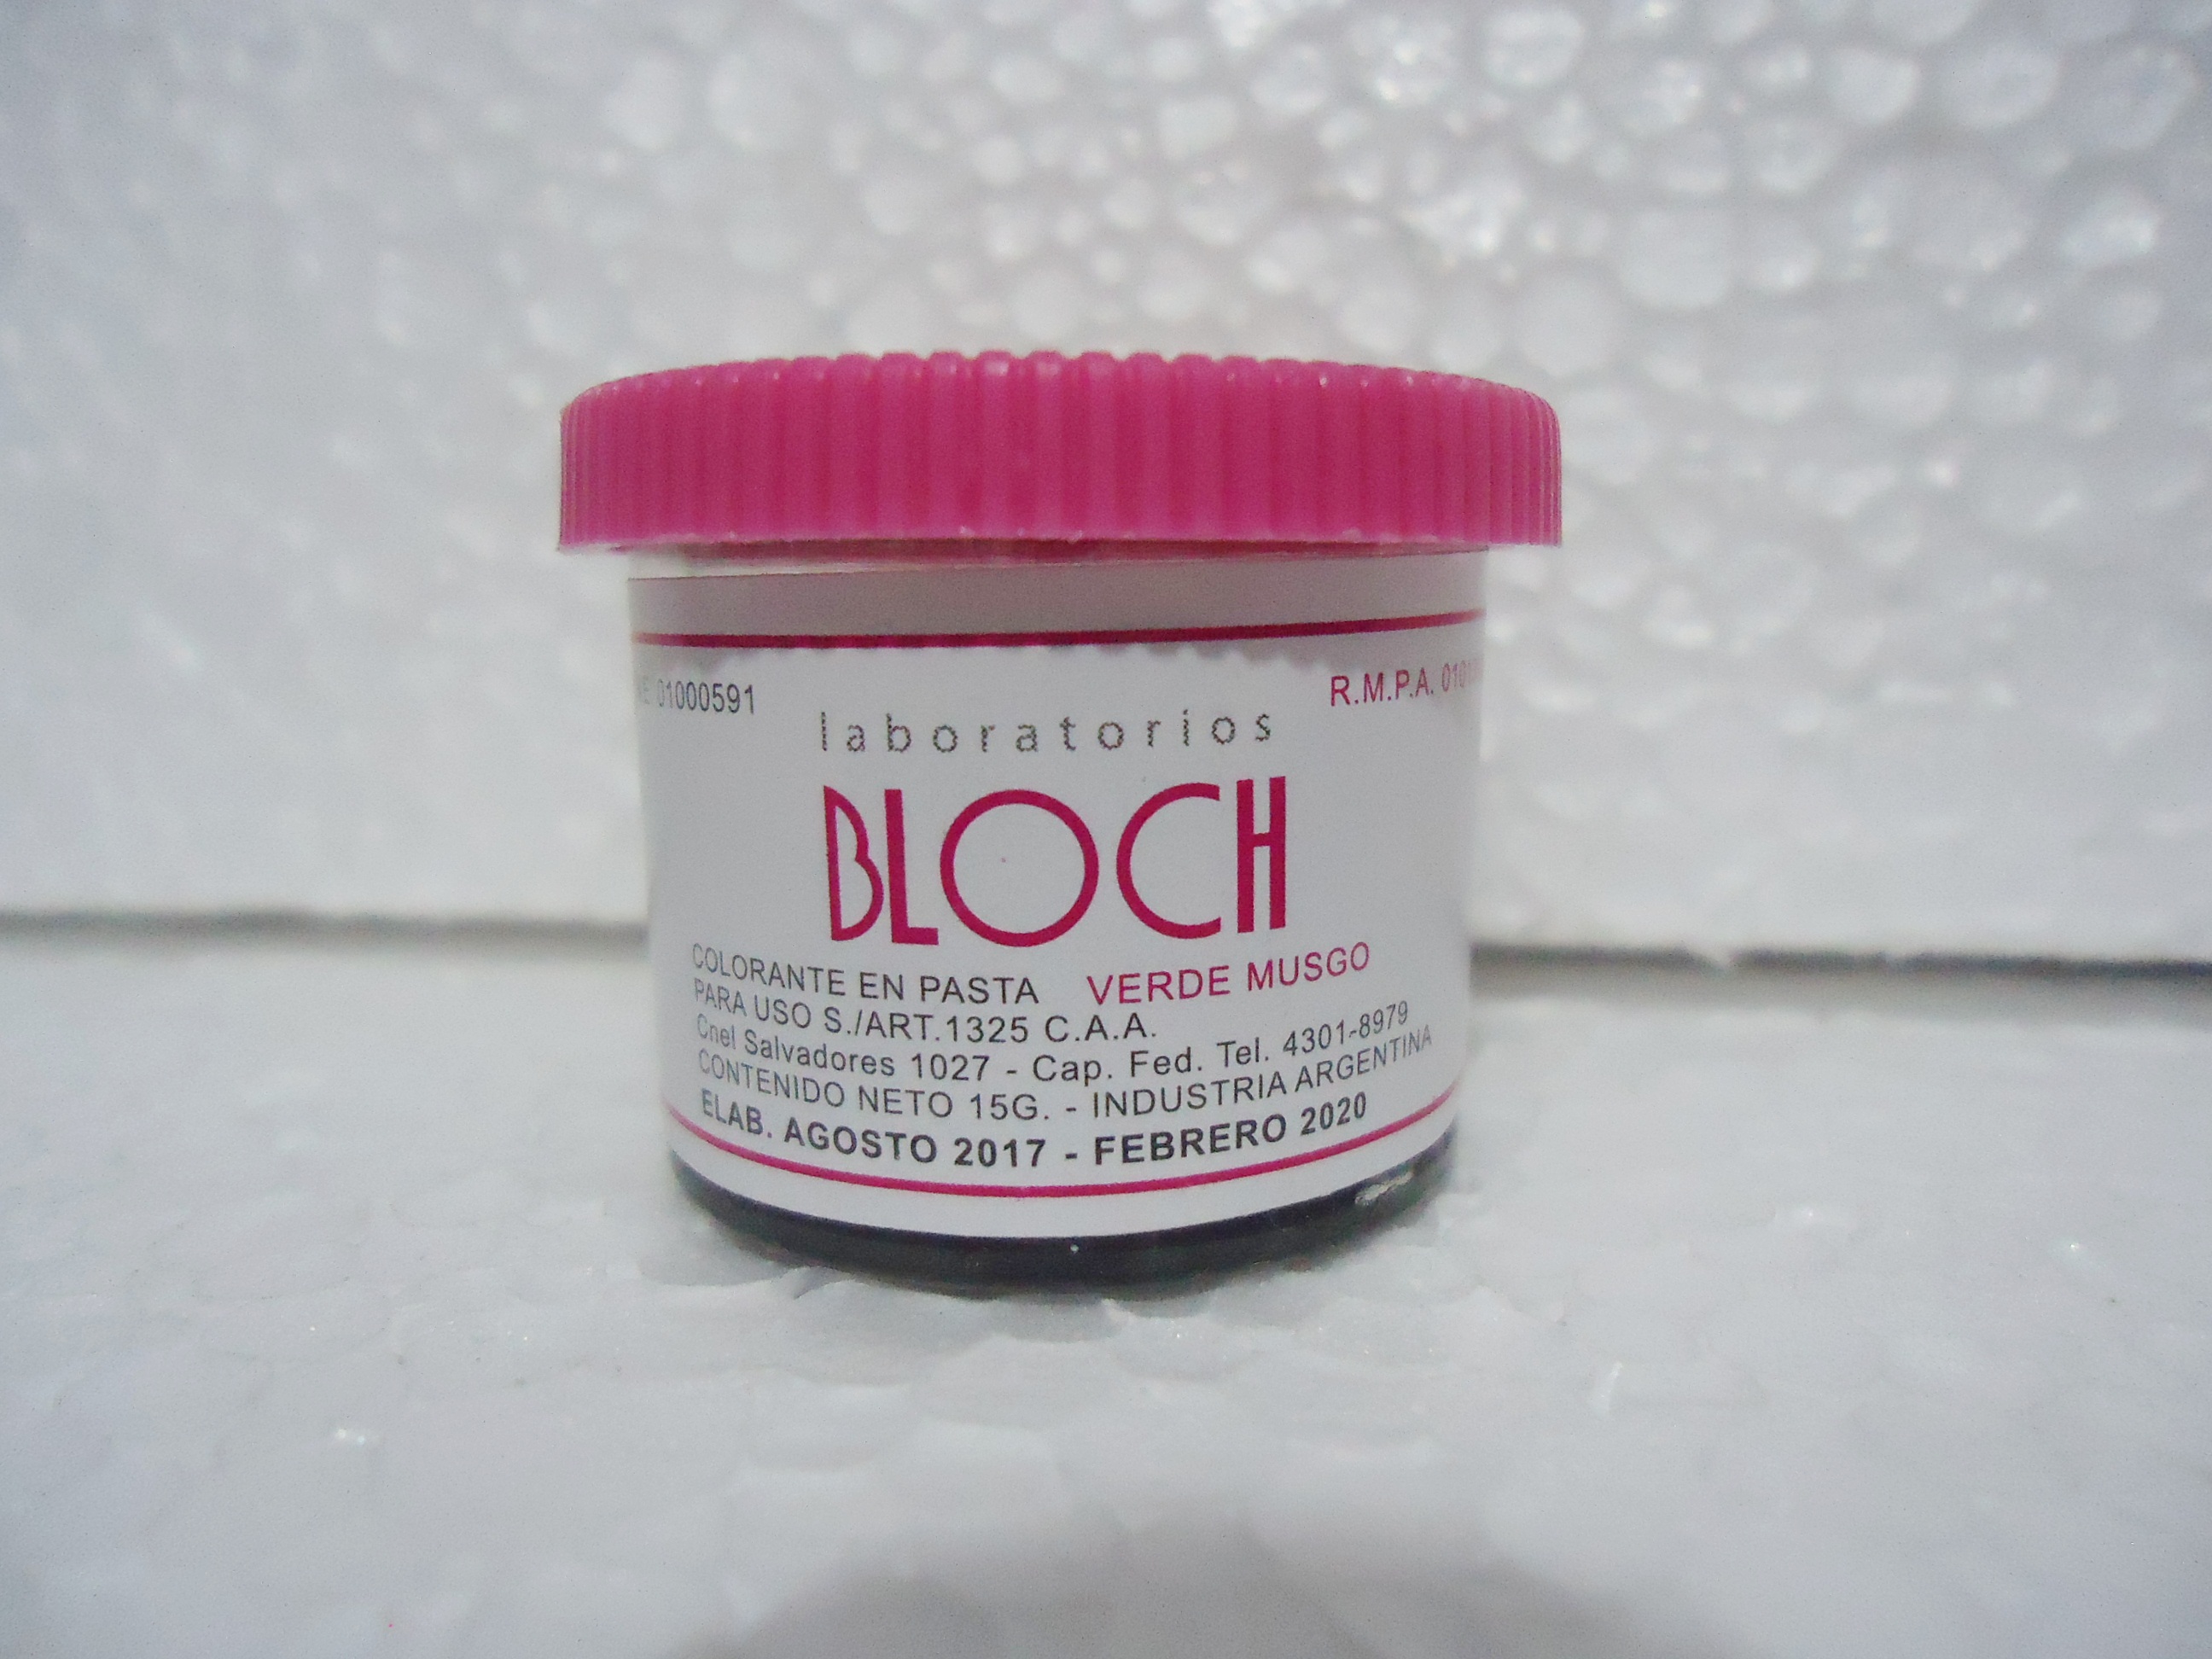 01000591
R.M.P.A.
laboratorios
BLOCH
COLORANTE EN PASTA VERDE MUSGO
PARA USO S./ART.1325 C.A.A.
Cnel Salvadores 1027 - Cap. Fed. Tel. 4301-8979
CONTENIDO NETO 15G. - INDUSTRIA ARGENTINA
ELAB. AGOSTO 2017 - FEBRERO 2020